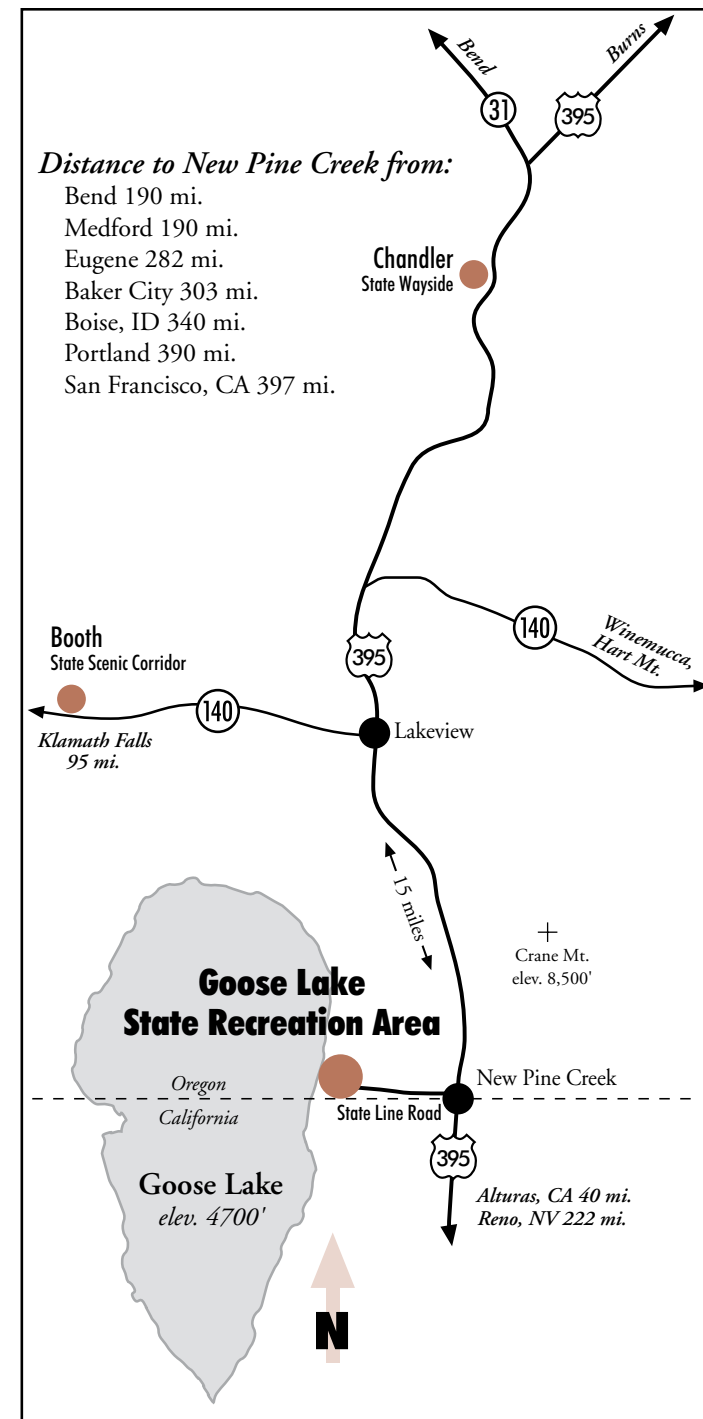 Bend
Burns
31
395
Distance to New Pine Creek from:
Bend 190 mi.
Medford 190 mi.
Eugene 282 mi.
Baker City 303 mi.
Boise, ID 340 mi.
Portland 390 mi.
San Francisco, CA 397 mi.
Chandler
State Wayside
140
Winemucca,
Hart Mt.
Booth
State Scenic Corridor
395
140
Lakeview
Klamath Falls
95 mi.
15 miles
Crane Mt.
elev. 8,500'
Goose Lake
State Recreation Area
Oregon
New Pine Creek
California
State Line Road
395
Goose Lake
elev. 4700'
Alturas, CA 40 mi.
Reno, NV 222 mi.
N